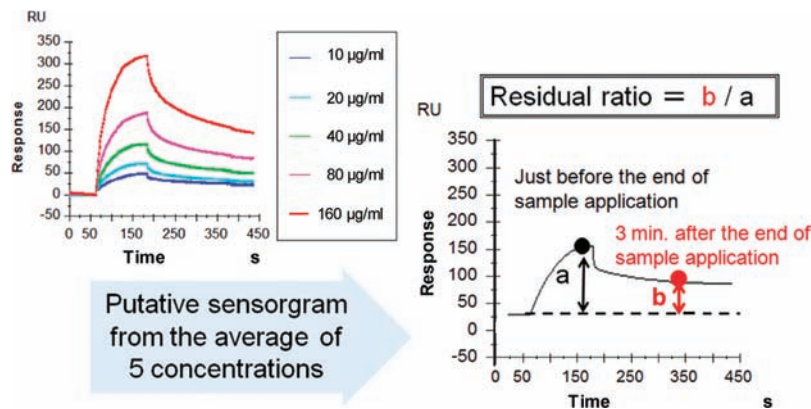 RU
350
300
250
200
150
100
50
0
-50
Response
0 50 150 250 350 450
Time s
10 µg/ml
20 µg/ml
40 µg/ml
80 µg/ml
160 µg/ml
Putative sensorgram
from the average of
5 concentrations
Residual ratio = b / a
RU
350
300
250
200
150
100
50
0
-50
Response
Just before the end of
sample application
3 min. after the end of
sample application
a
b
0 50 150 250 350 450
Time s